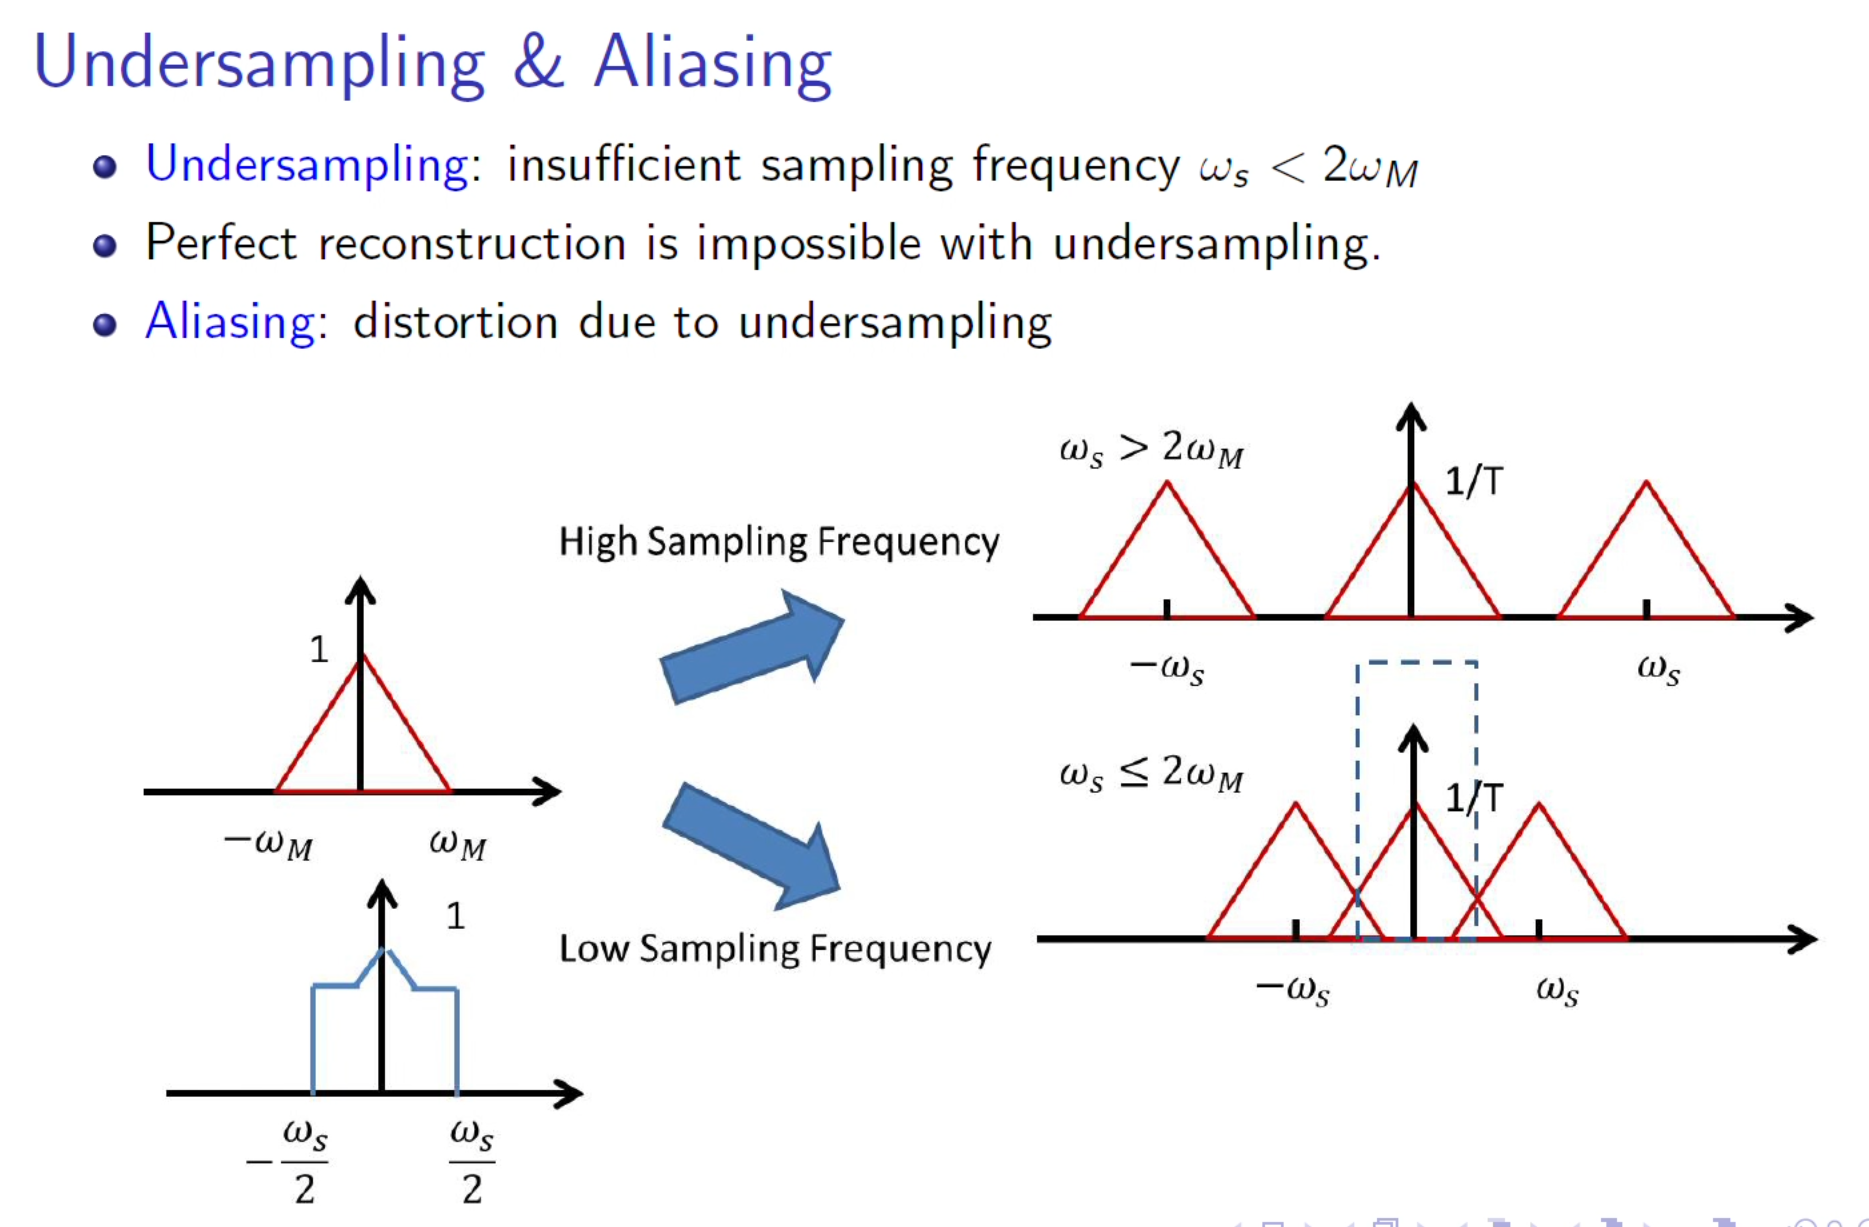 Undersampling & Aliasing
Undersampling: insufficient sampling frequency ωs < 2ωM
Perfect reconstruction is impossible with undersampling.
Aliasing: distortion due to undersampling
ωs > 2ωM
1/T
High Sampling Frequency
−ωs
ωs
1
−ωM
ωM
ωs ≤ 2ωM
1/T
Low Sampling Frequency
−ωs
ωs
1
−ωs/2
ωs/2